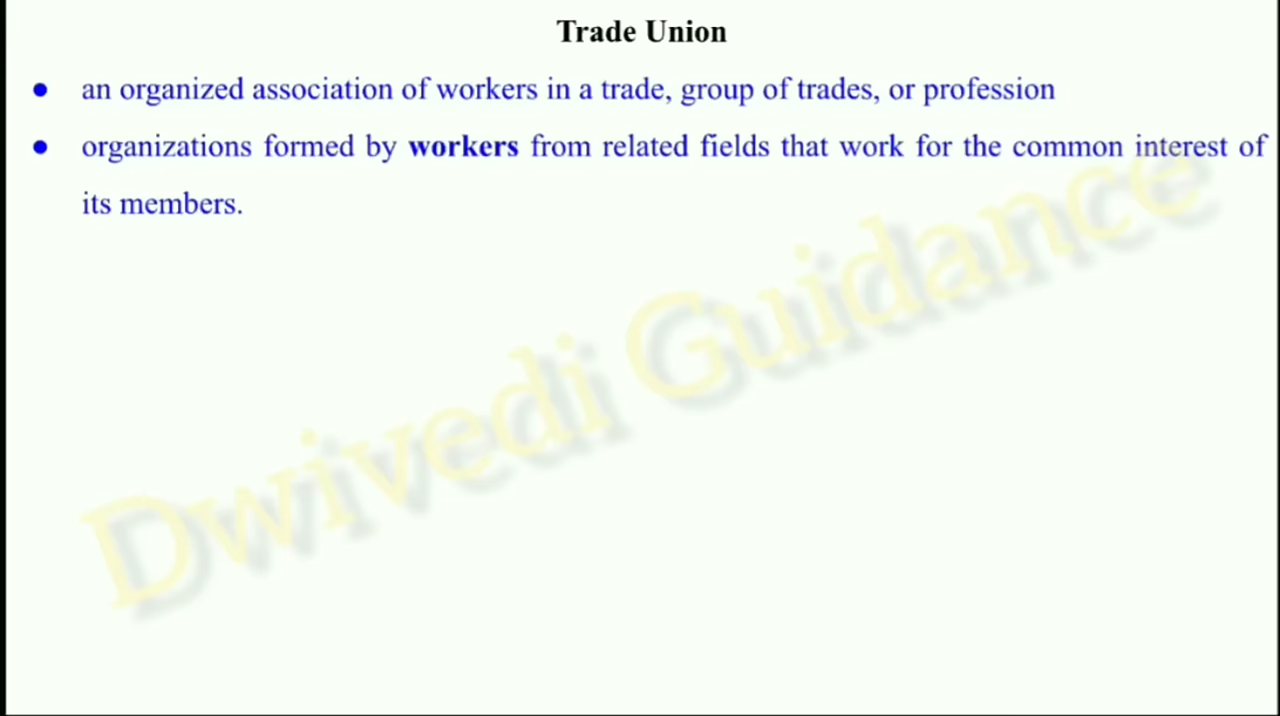 Trade Union
● an organized association of workers in a trade, group of trades, or profession
● organizations formed by workers from related fields that work for the common interest of
its members.
Dwivedi Guidance